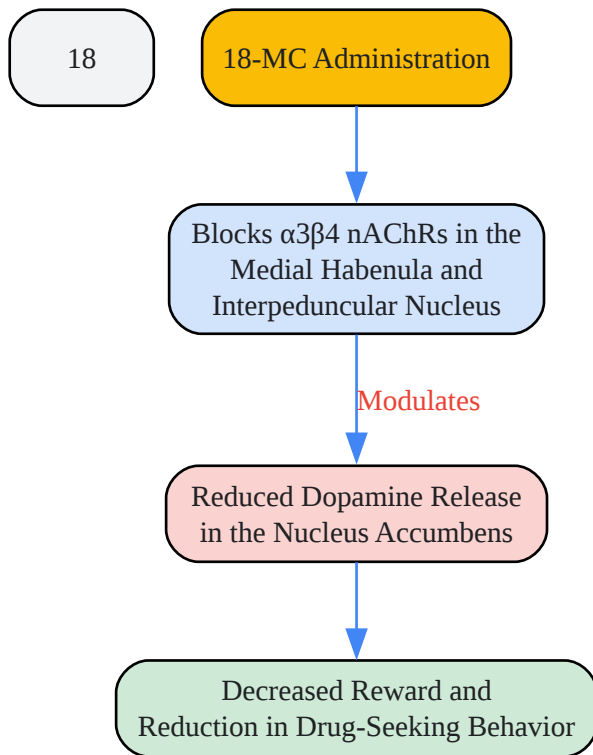 18
18-MC Administration
Blocks α3β4 nAChRs in the
Medial Habenula and
Interpeduncular Nucleus
Modulates
Reduced Dopamine Release
in the Nucleus Accumbens
Decreased Reward and
Reduction in Drug-Seeking Behavior